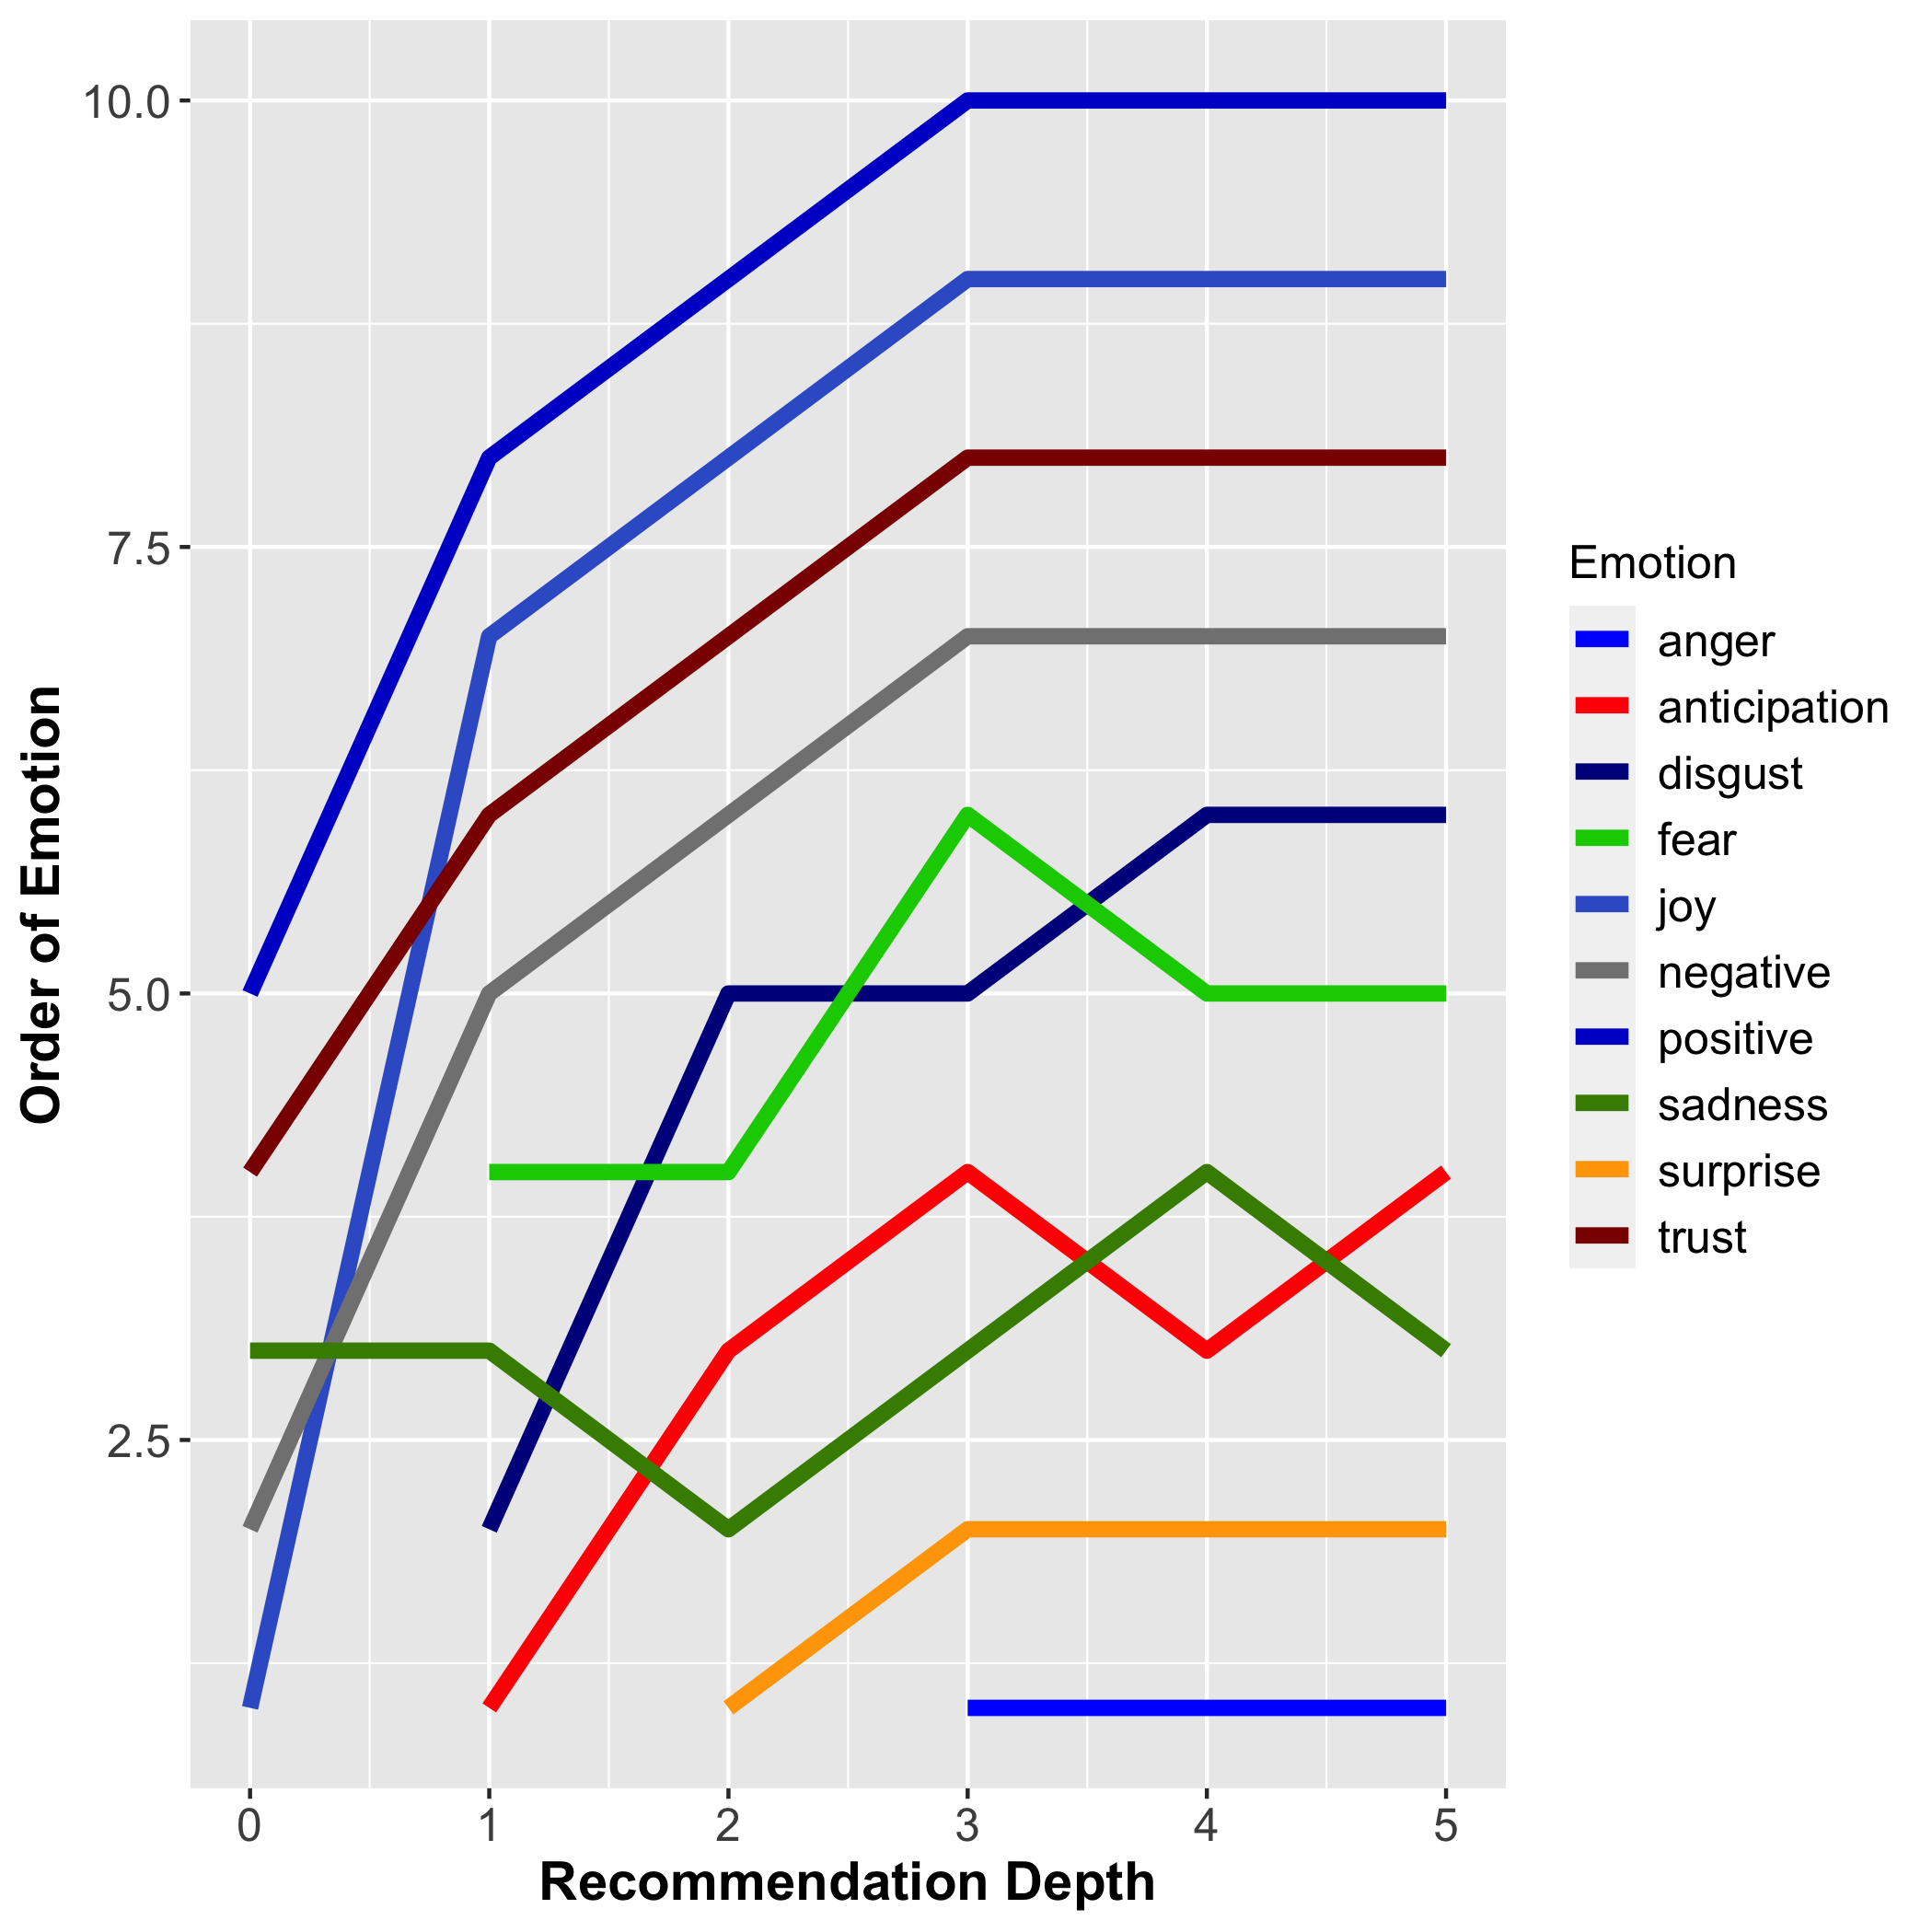 Order of Emotion
10.0
7.5
5.0
2.5
0 1 2 3 4 5
Recommendation Depth
Emotion
anger
anticipation
disgust
fear
joy
negative
positive
sadness
surprise
trust